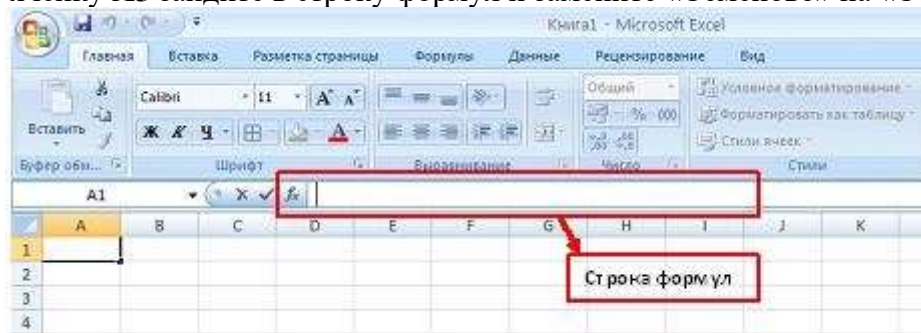 Книга1 - Microsoft Excel
Главная Вставка Разметка страницы Формулы Данные Рецензирование Вид
Calibri 11 A A Общий Условное форматирование
Вставить Ж К Ч A % 000 Форматировать как таблицу
Стили ячеек
Буфер обм... Шрифт Выравнивание Число Стили
A1 fx
A B C D E F G H I J K
1
2
3
4
Строка формул